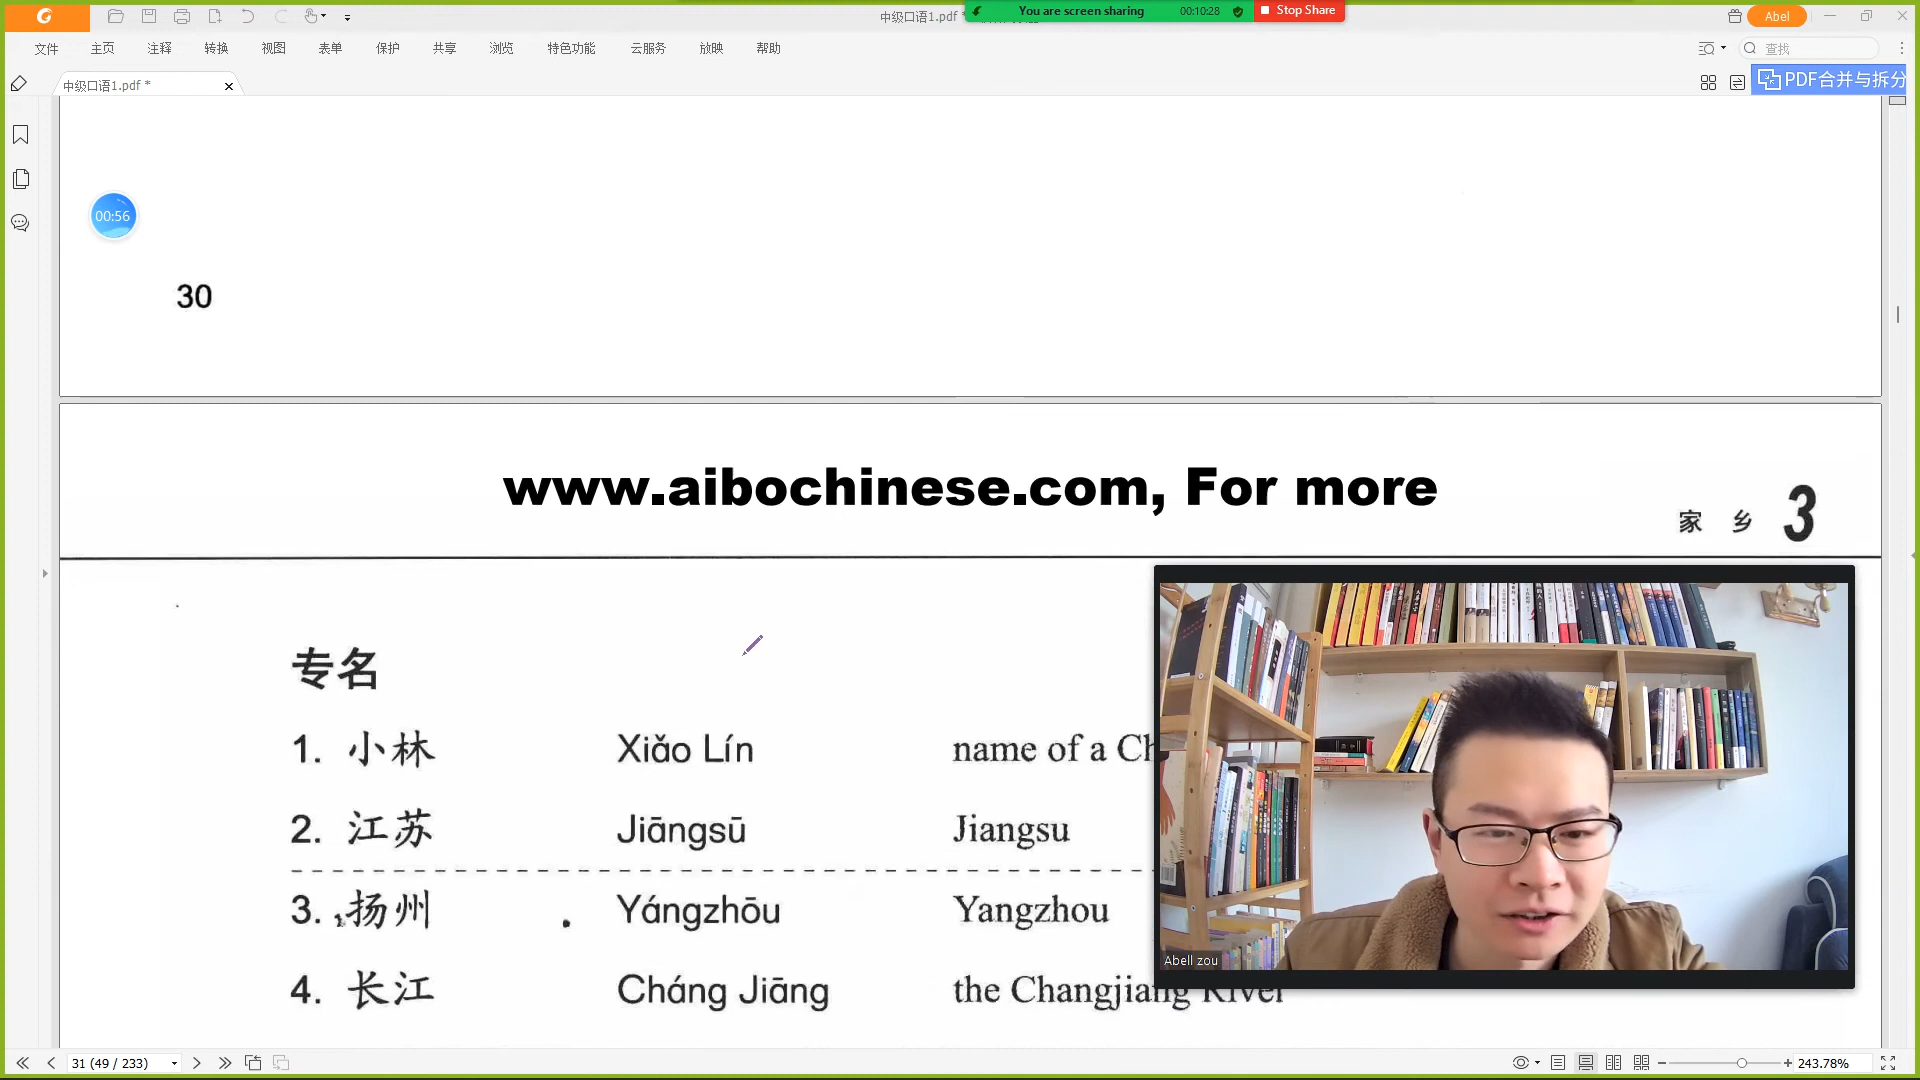 中级口语1.pdf *
You are screen sharing
00:10:28
Stop Share
Abel
文件 主页 注释 转换 视图 表单 保护 共享 浏览 特色功能 云服务 放映 帮助
查找
中级口语1.pdf *
PDF合并与拆分
00:56
30
www.aibochinese.com, For more
家 乡 3
专名
1. 小林 Xiǎo Lín name of a Ch
2. 江苏 Jiāngsū Jiangsu
3. 扬州 Yángzhōu Yangzhou
4. 长江 Cháng Jiāng the Changjiang River
Abell zou
31 (49 / 233)
243.78%